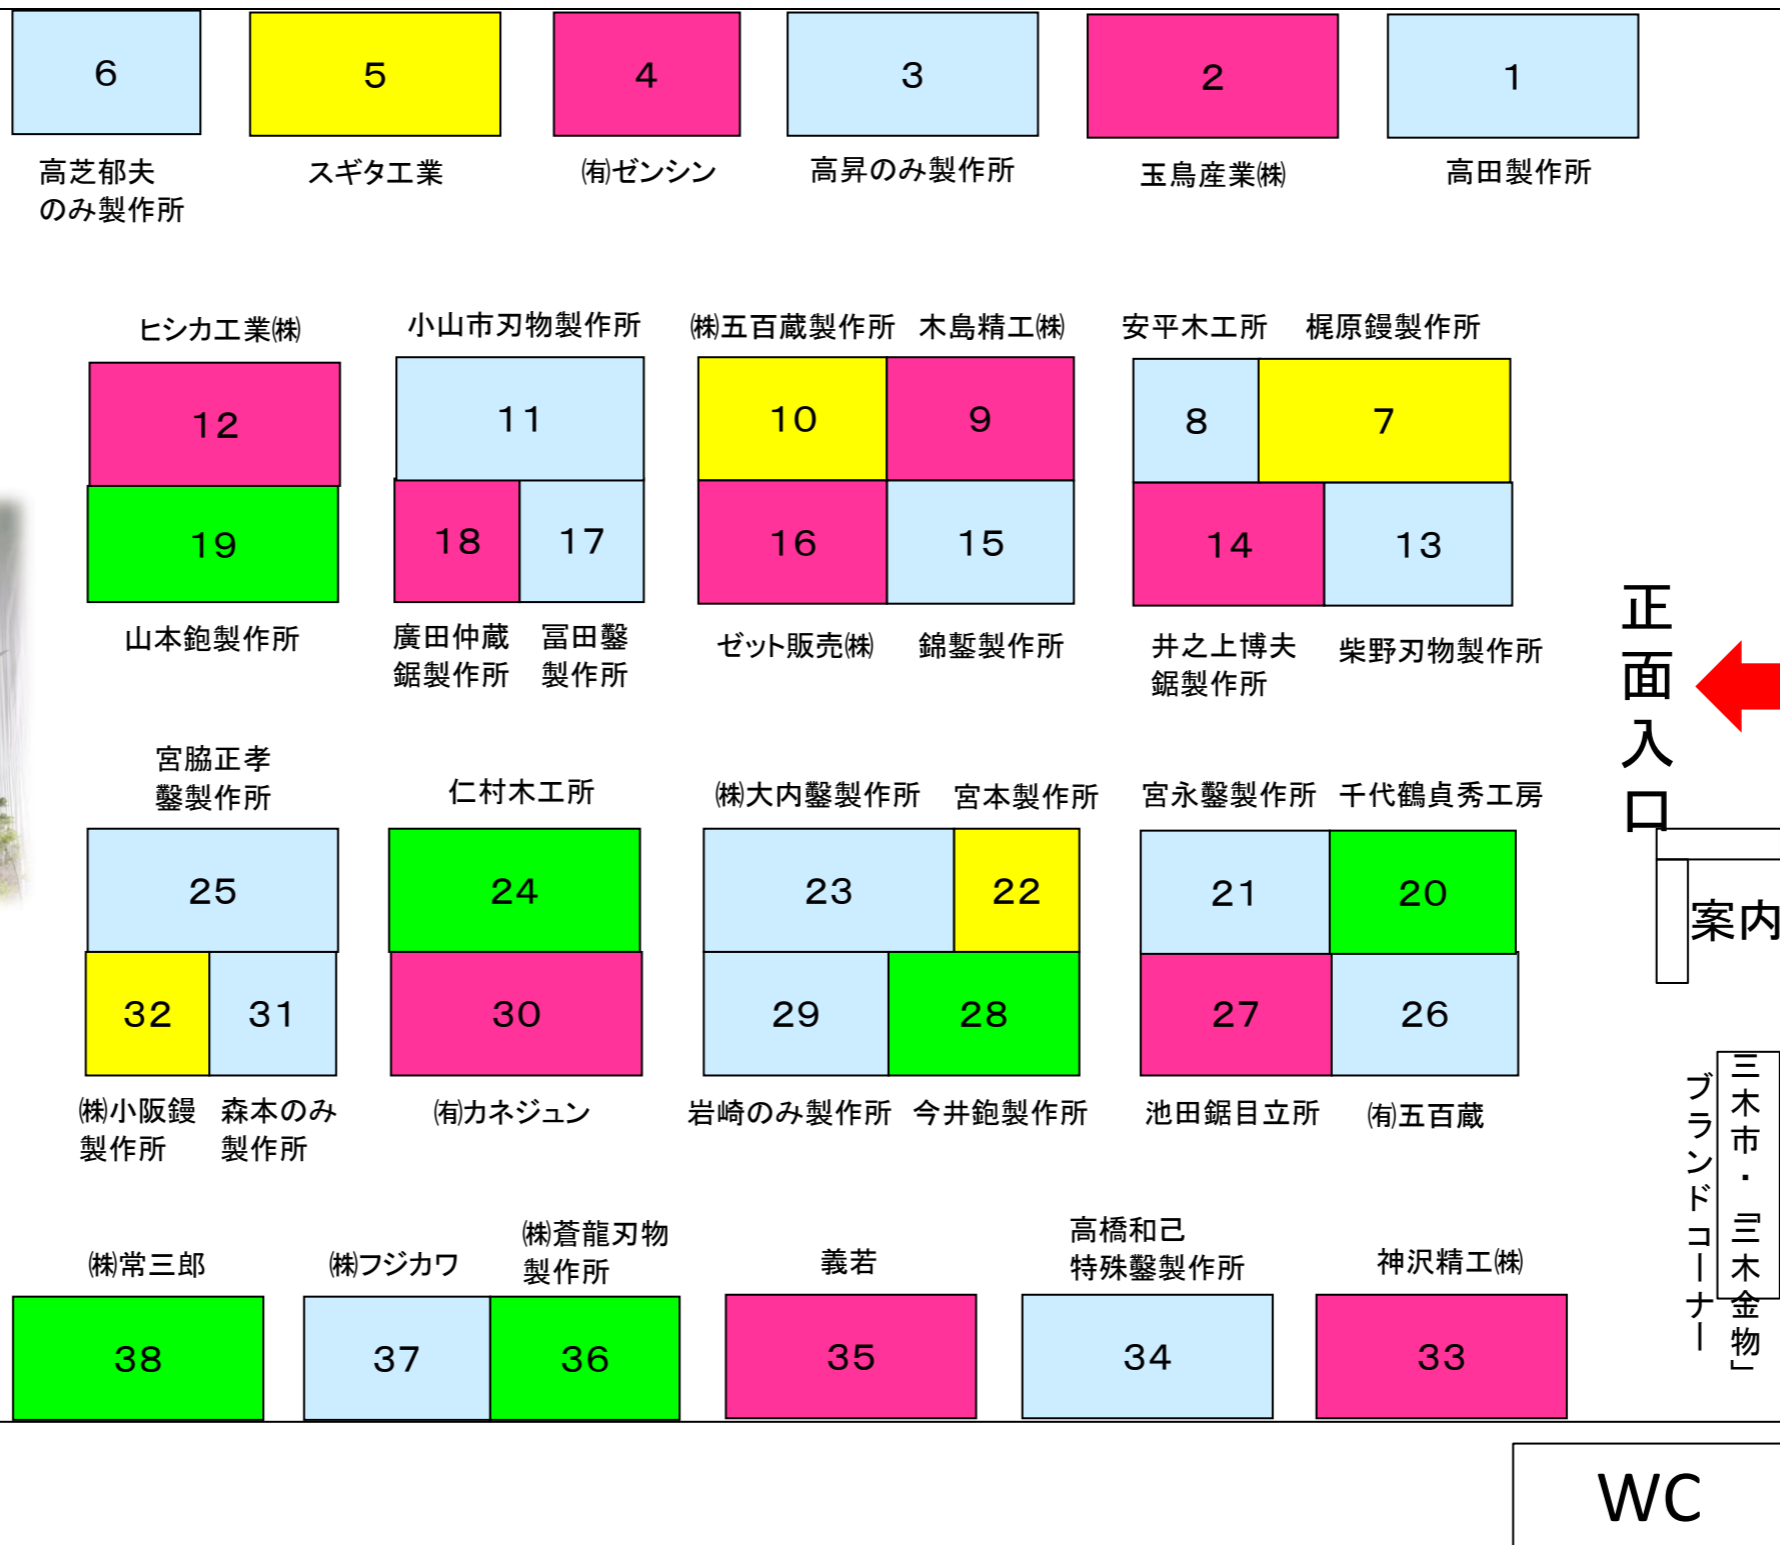 6
5
4
3
2
1
高芝郁夫
のみ製作所
スギタ工業
㈲ゼンシン
高昇のみ製作所
玉鳥産業㈱
高田製作所
ヒシカ工業㈱
小山市刃物製作所
㈱五百蔵製作所
木島精工㈱
安平木工所
梶原鏝製作所
12
11
10
9
8
7
19
18
17
16
15
14
13
山本鉋製作所
廣田仲蔵
鋸製作所
冨田鑿
製作所
ゼット販売㈱
錦鏨製作所
井之上博夫
鋸製作所
柴野刃物製作所
正面入口
宮脇正孝
鑿製作所
仁村木工所
㈱大内鑿製作所
宮本製作所
宮永鑿製作所
千代鶴貞秀工房
25
24
23
22
21
20
案内
32
31
30
29
28
27
26
㈱小阪鏝
製作所
森本のみ
製作所
㈲カネジュン
岩崎のみ製作所
今井鉋製作所
池田鋸目立所
㈲五百蔵
三木市・「三木金物」
ブランドコーナー
㈱常三郎
㈱フジカワ
㈱蒼龍刃物
製作所
義若
高橋和己
特殊鑿製作所
神沢精工㈱
38
37
36
35
34
33
WC